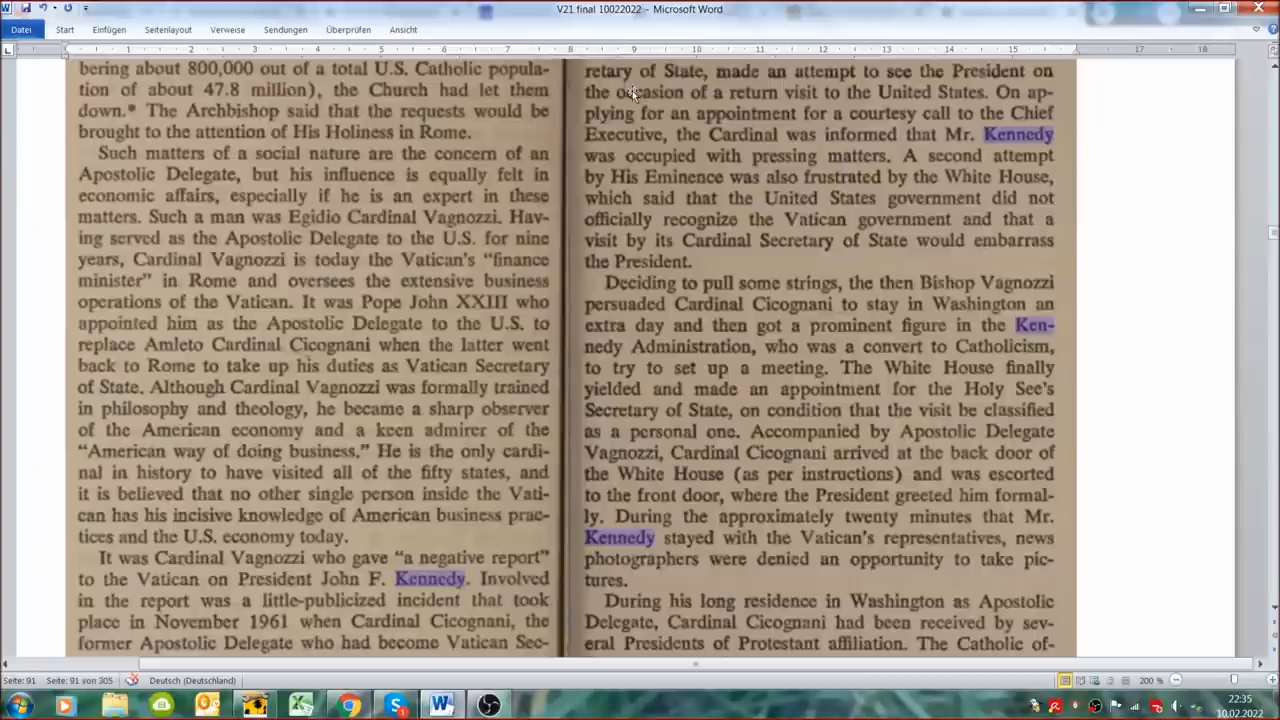 V21 final 10022022 - Microsoft Word
Datei Start Einfügen Seitenlayout Verweise Sendungen Überprüfen Ansicht
1 2 3 4 5 6 7 8 9 10 11 12 13 14 15 17 18
bering about 800,000 out of a total U.S. Catholic popula-
tion of about 47.8 million), the Church had let them
down.* The Archbishop said that the requests would be
brought to the attention of His Holiness in Rome.
Such matters of a social nature are the concern of an
Apostolic Delegate, but his influence is equally felt in
economic affairs, especially if he is an expert in these
matters. Such a man was Egidio Cardinal Vagnozzi. Hav-
ing served as the Apostolic Delegate to the U.S. for nine
years, Cardinal Vagnozzi is today the Vatican's "finance
minister" in Rome and oversees the extensive business
operations of the Vatican. It was Pope John XXIII who
appointed him as the Apostolic Delegate to the U.S. to
replace Amleto Cardinal Cicognani when the latter went
back to Rome to take up his duties as Vatican Secretary
of State. Although Cardinal Vagnozzi was formally trained
in philosophy and theology, he became a sharp observer
of the American economy and a keen admirer of the
"American way of doing business." He is the only cardi-
nal in history to have visited all of the fifty states, and
it is believed that no other single person inside the Vati-
can has his incisive knowledge of American business prac-
tices and the U.S. economy today.
It was Cardinal Vagnozzi who gave "a negative report"
to the Vatican on President John F. Kennedy. Involved
in the report was a little-publicized incident that took
place in November 1961 when Cardinal Cicognani, the
former Apostolic Delegate who had become Vatican Sec-
retary of State, made an attempt to see the President on
the occasion of a return visit to the United States. On ap-
plying for an appointment for a courtesy call to the Chief
Executive, the Cardinal was informed that Mr. Kennedy
was occupied with pressing matters. A second attempt
by His Eminence was also frustrated by the White House,
which said that the United States government did not
officially recognize the Vatican government and that a
visit by its Cardinal Secretary of State would embarrass
the President.
Deciding to pull some strings, the then Bishop Vagnozzi
persuaded Cardinal Cicognani to stay in Washington an
extra day and then got a prominent figure in the Ken-
nedy Administration, who was a convert to Catholicism,
to try to set up a meeting. The White House finally
yielded and made an appointment for the Holy See's
Secretary of State, on condition that the visit be classified
as a personal one. Accompanied by Apostolic Delegate
Vagnozzi, Cardinal Cicognani arrived at the back door of
the White House (as per instructions) and was escorted
to the front door, where the President greeted him formal-
ly. During the approximately twenty minutes that Mr.
Kennedy stayed with the Vatican's representatives, news
photographers were denied an opportunity to take pic-
tures.
During his long residence in Washington as Apostolic
Delegate, Cardinal Cicognani had been received by sev-
eral Presidents of Protestant affiliation. The Catholic of-
Seite: 91 Seite: 91 von 305 Deutsch (Deutschland) 200 %
22:35
10.02.2022